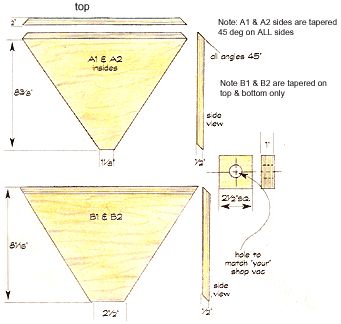 top
Note: A1 & A2 sides are tapered
45 deg on ALL sides
2"
A1 & A2
insides
all angles 45°
8 3/8"
Note B1 & B2 are tapered on
top & bottom only
side
view
1 1/8"
1/2"
1"
2 1/2" sq.
B1 & B2
8 1/16"
hole to
match "your"
shop vac
side
view
2 1/2"
1/2"